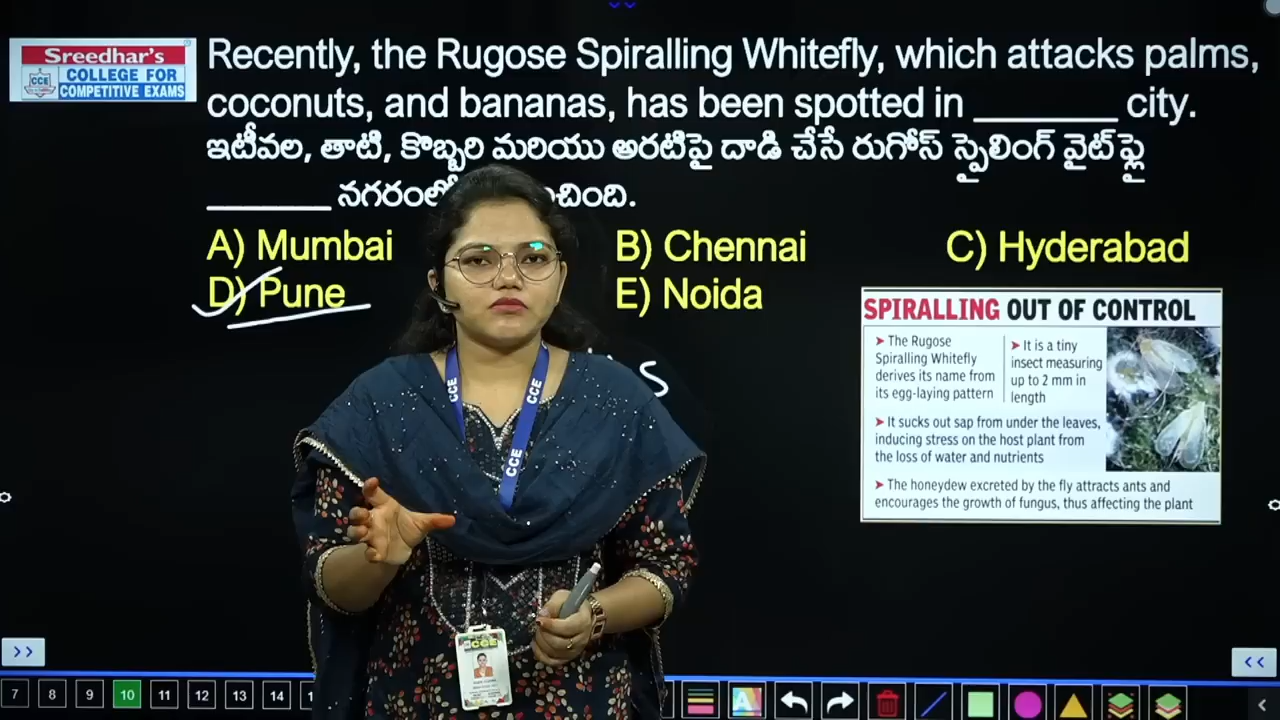 Sreedhar's
CCE
COLLEGE FOR
COMPETITIVE EXAMS
Recently, the Rugose Spiralling Whitefly, which attacks palms,
coconuts, and bananas, has been spotted in ________ city.
ఇటీవల, తాటి, కొబ్బరి మరియు అరటిపై దాడి చేసే రుగోస్ స్పైలింగ్ వైట్‌ఫ్లై
_______ చింది.
A) Mumbai
B) Chennai
C) Hyderabad
D) Pune
E) Noida
SPIRALLING OUT OF CONTROL
➤ The Rugose
Spiralling Whitefly
derives its name from
its egg-laying pattern
➤ It is a tiny
insect measuring
up to 2 mm in
length
➤ It sucks out sap from under the leaves,
inducing stress on the host plant from
the loss of water and nutrients
➤ The honeydew excreted by the fly attracts ants and
encourages the growth of fungus, thus affecting the plant
S
CCE
CCE
CCE
CCE
>>
<<
7 8 9 10 11 12 13 14
A